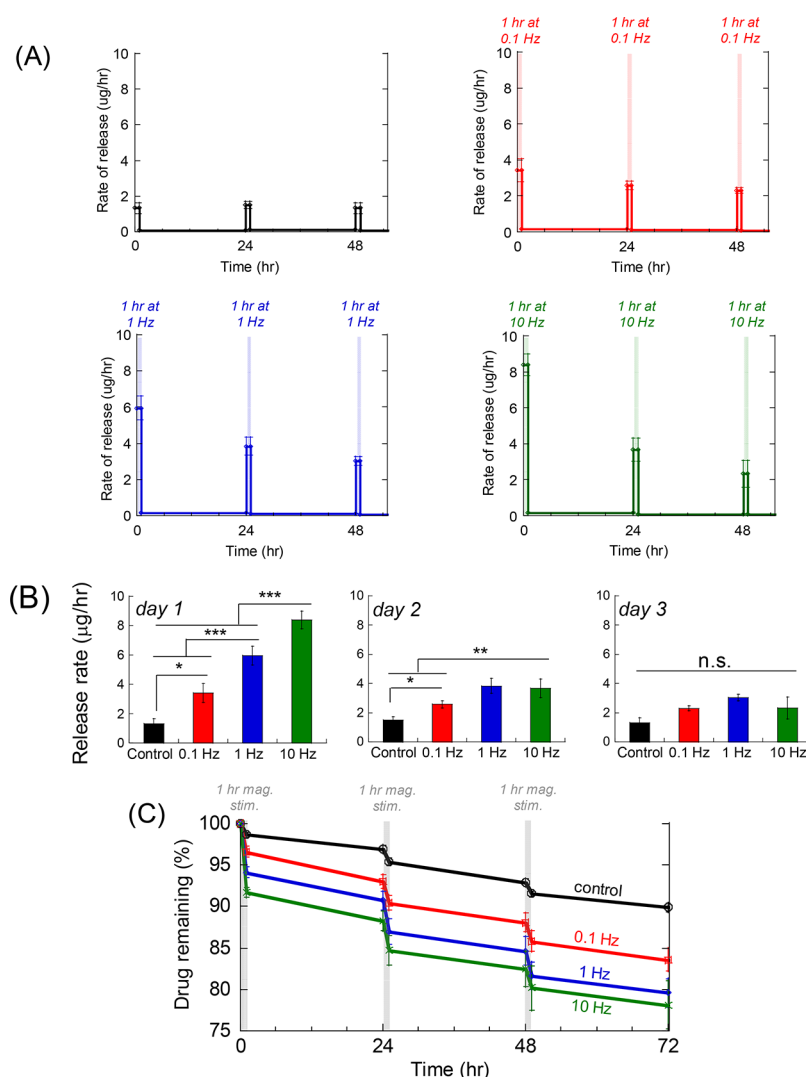 (A)
10
8
6
4
2
0
Rate of release (ug/hr)
0
24
48
Time (hr)
1 hr at
0.1 Hz
1 hr at
0.1 Hz
1 hr at
0.1 Hz
10
8
6
4
2
0
Rate of release (ug/hr)
0
24
48
Time (hr)
1 hr at
1 Hz
1 hr at
1 Hz
1 hr at
1 Hz
10
8
6
4
2
0
Rate of release (ug/hr)
0
24
48
Time (hr)
1 hr at
10 Hz
1 hr at
10 Hz
1 hr at
10 Hz
10
8
6
4
2
0
Rate of release (ug/hr)
0
24
48
Time (hr)
(B)
Release rate (μg/hr)
10
8
6
4
2
0
day 1
***
***
*
Control 0.1 Hz 1 Hz 10 Hz
10
8
6
4
2
0
day 2
**
*
Control 0.1 Hz 1 Hz 10 Hz
10
8
6
4
2
0
day 3
n.s.
Control 0.1 Hz 1 Hz 10 Hz
(C)
1 hr mag.
stim.
1 hr mag.
stim.
1 hr mag.
stim.
100
95
90
85
80
75
Drug remaining (%)
control
0.1 Hz
1 Hz
10 Hz
0
24
48
72
Time (hr)